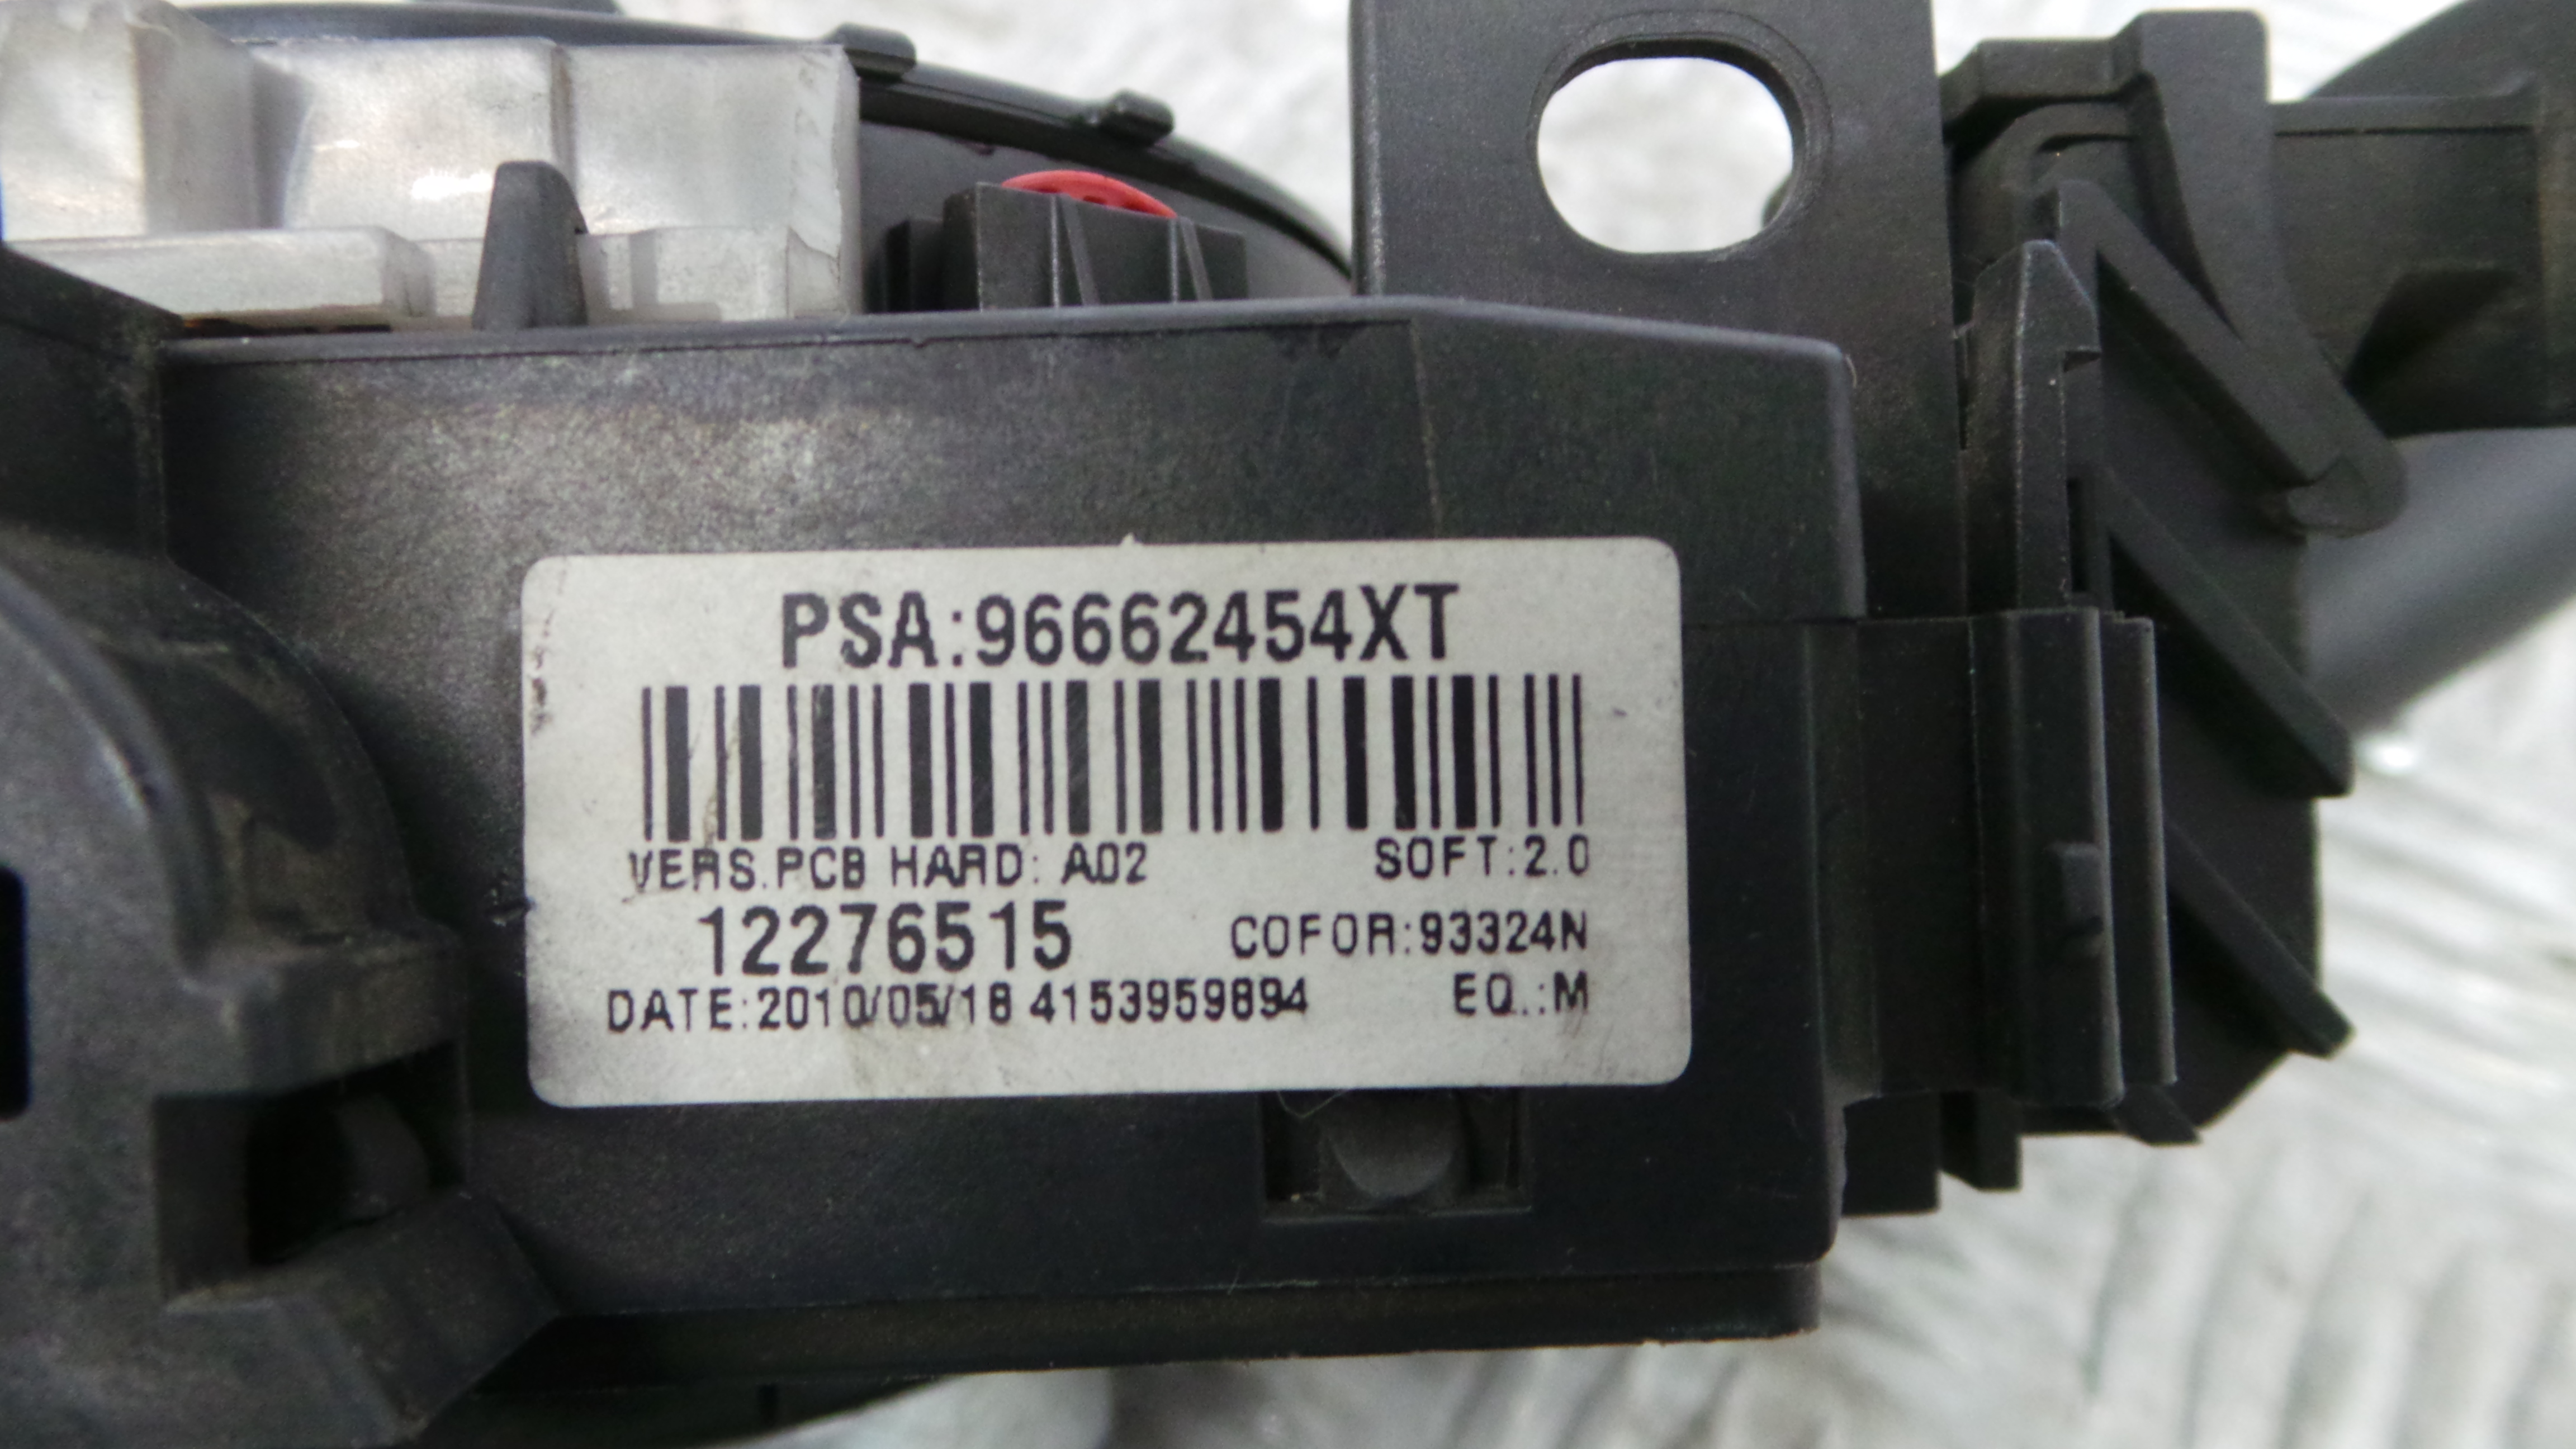 PSA:96662454XT
VERS.PCB HARD: A02 SOFT:2.0
12276515 COFOR:93324N
DATE:2010/05/18 4153959894 EQ.:M